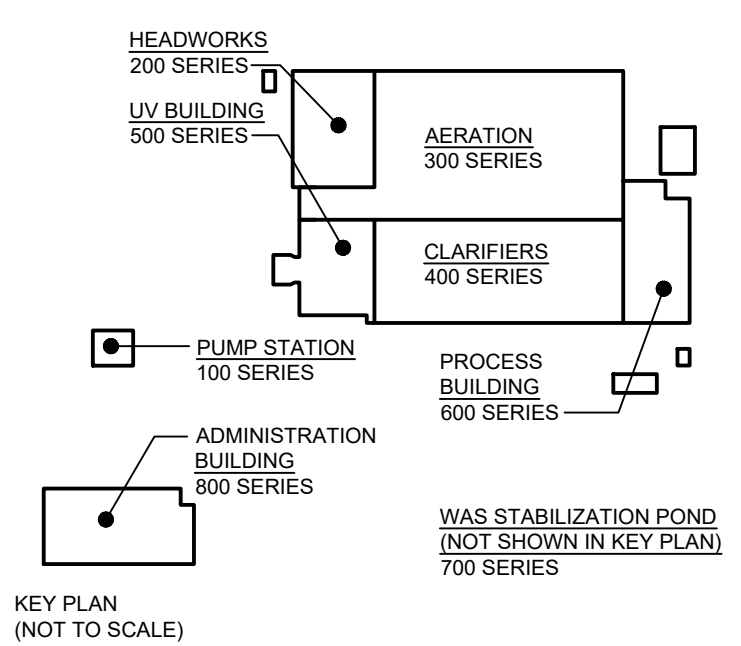 HEADWORKS
200 SERIES
UV BUILDING
500 SERIES
AERATION
300 SERIES
CLARIFIERS
400 SERIES
PUMP STATION
100 SERIES
PROCESS
BUILDING
600 SERIES
ADMINISTRATION
BUILDING
800 SERIES
WAS STABILIZATION POND
(NOT SHOWN IN KEY PLAN)
700 SERIES
KEY PLAN
(NOT TO SCALE)